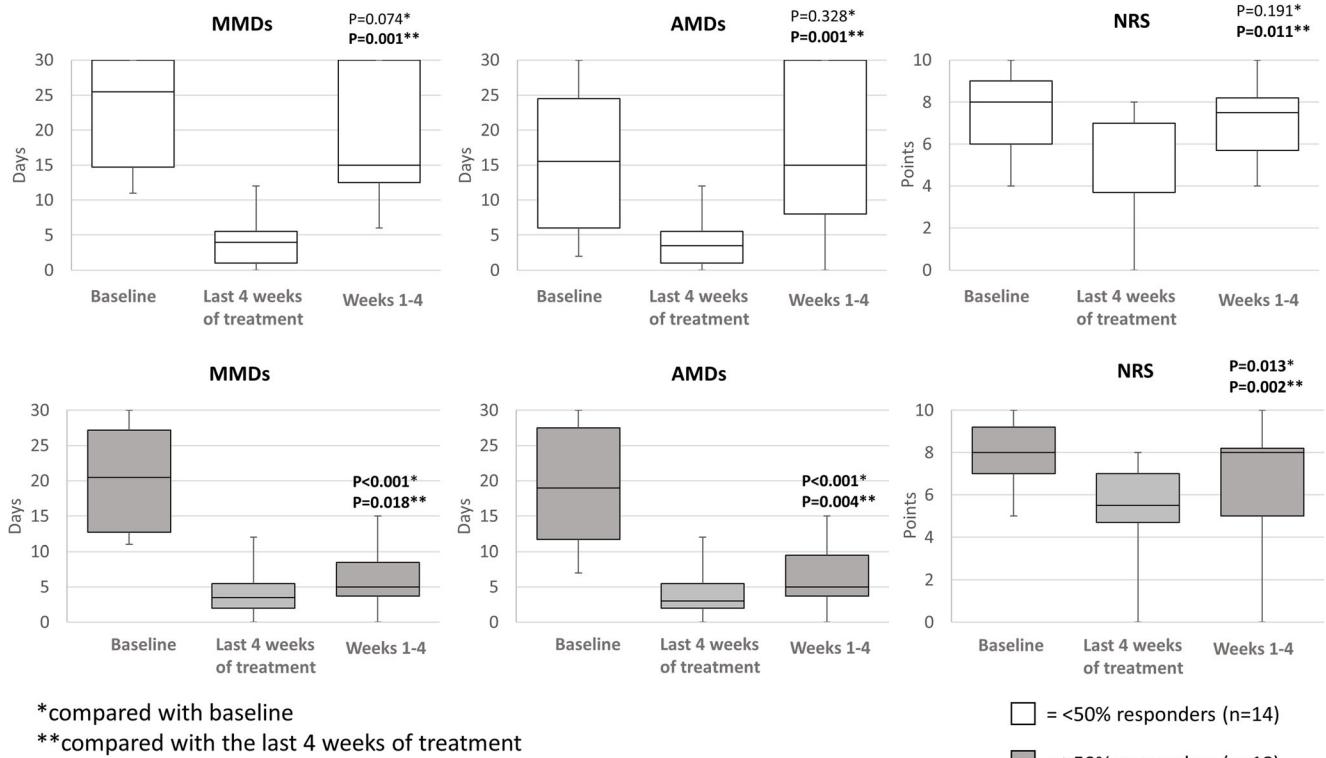 MMDs
P=0.074*
P=0.001**
30
25
20
15
10
5
0
Days
Baseline
Last 4 weeks
of treatment
Weeks 1-4
AMDs
P=0.328*
P=0.001**
30
25
20
15
10
5
0
Days
Baseline
Last 4 weeks
of treatment
Weeks 1-4
NRS
P=0.191*
P=0.011**
10
8
6
4
2
0
Points
Baseline
Last 4 weeks
of treatment
Weeks 1-4
MMDs
30
25
20
15
10
5
0
Days
P<0.001*
P=0.018**
Baseline
Last 4 weeks
of treatment
Weeks 1-4
AMDs
30
25
20
15
10
5
0
Days
P<0.001*
P=0.004**
Baseline
Last 4 weeks
of treatment
Weeks 1-4
NRS
P=0.013*
P=0.002**
10
8
6
4
2
0
Points
Baseline
Last 4 weeks
of treatment
Weeks 1-4
*compared with baseline
**compared with the last 4 weeks of treatment
= <50% responders (n=14)